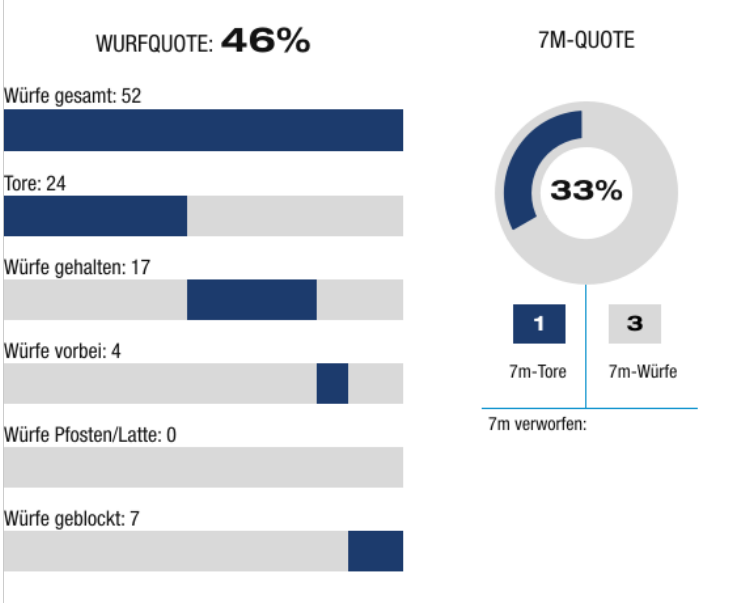 WURFQUOTE: 46%
Würfe gesamt: 52
Tore: 24
Würfe gehalten: 17
Würfe vorbei: 4
Würfe Pfosten/Latte: 0
Würfe geblockt: 7
7M-QUOTE
33%
1 3
7m-Tore 7m-Würfe
7m verworfen: